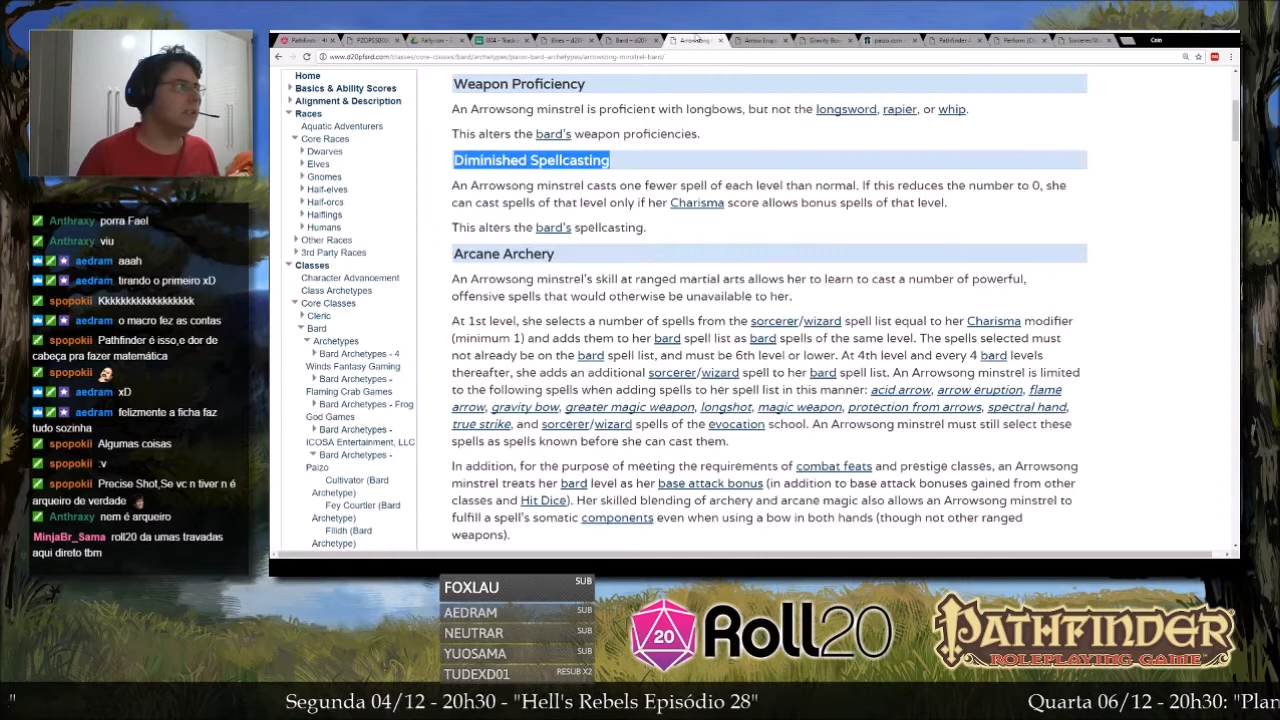 Home
Basics & Ability Scores
Alignment & Description
Races
Aquatic Adventurers
Core Races
Dwarves
Elves
Gnomes
Half-elves
Half-orcs
Halflings
Humans
Other Races
3rd Party Races
Classes
Character Advancement
Class Archetypes
Core Classes
Cleric
Bard
Archetypes
Bard Archetypes - 4
Winds Fantasy Gaming
Bard Archetypes -
Flaming Crab Games
Bard Archetypes - Frog
God Games
Bard Archetypes -
ICOSA Entertainment, LLC
Bard Archetypes -
Paizo
Cultivator (Bard
Archetype)
Fey Courtier (Bard
Archetype)
Filidh (Bard
Archetype)
www.d20pfsrd.com/classes/core-classes/bard/archetypes/paizo-bard-archetypes/arrowsong-minstrel-bard/
Caio
Weapon Proficiency
An Arrowsong minstrel is proficient with longbows, but not the longsword, rapier, or whip.
This alters the bard's weapon proficiencies.
Diminished Spellcasting
An Arrowsong minstrel casts one fewer spell of each level than normal. If this reduces the number to 0, she
can cast spells of that level only if her Charisma score allows bonus spells of that level.
This alters the bard's spellcasting.
Arcane Archery
An Arrowsong minstrel's skill at ranged martial arts allows her to learn to cast a number of powerful,
offensive spells that would otherwise be unavailable to her.
At 1st level, she selects a number of spells from the sorcerer/wizard spell list equal to her Charisma modifier
(minimum 1) and adds them to her bard spell list as bard spells of the same level. The spells selected must
not already be on the bard spell list, and must be 6th level or lower. At 4th level and every 4 bard levels
thereafter, she adds an additional sorcerer/wizard spell to her bard spell list. An Arrowsong minstrel is limited
to the following spells when adding spells to her spell list in this manner: acid arrow, arrow eruption, flame
arrow, gravity bow, greater magic weapon, longshot, magic weapon, protection from arrows, spectral hand,
true strike, and sorcerer/wizard spells of the evocation school. An Arrowsong minstrel must still select these
spells as spells known before she can cast them.
In addition, for the purpose of meeting the requirements of combat feats and prestige classes, an Arrowsong
minstrel treats her bard level as her base attack bonus (in addition to base attack bonuses gained from other
classes and Hit Dice). Her skilled blending of archery and arcane magic also allows an Arrowsong minstrel to
fulfill a spell's somatic components even when using a bow in both hands (though not other ranged
weapons).
Anthraxy porra Fael
Anthraxy viu
aedram aaah
aedram tirando o primeiro xD
spopokii Kkkkkkkkkkkkkkkkk
aedram o macro fez as contas
spopokii Pathfinder é isso,e dor de
cabeça pra fazer matemática
spopokii
aedram xD
aedram felizmente a ficha faz
tudo sozinha
spopokii Algumas coisas
spopokii :v
spopokii Precise Shot,Se vc n tiver n é
arqueiro de verdade
Anthraxy nem é arqueiro
MinjaBr_Sama roll20 da umas travadas
aqui direto tbm
FOXLAU SUB
AEDRAM SUB
NEUTRAR SUB
YUOSAMA SUB
TUDEXD01 RESUB X2
20
Roll20
PATHFINDER
ROLEPLAYING GAME
" Segunda 04/12 - 20h30 - "Hell's Rebels Episódio 28" Quarta 06/12 - 20h30: "Plan